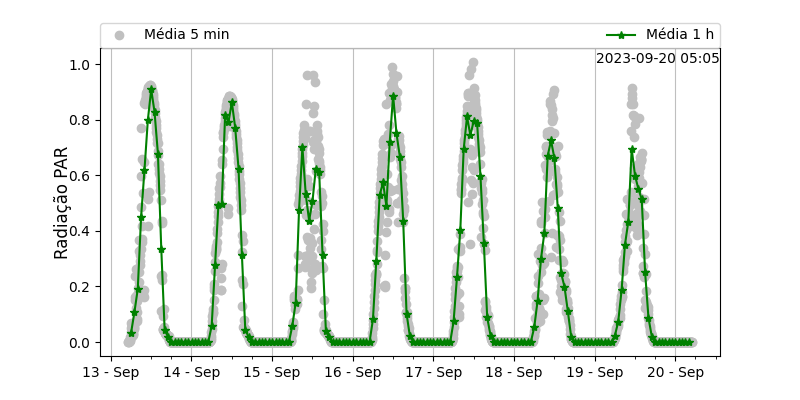 Média 5 min
Média 1 h
2023-09-20 05:05
Radiação PAR
1.0
0.8
0.6
0.4
0.2
0.0
13 - Sep
14 - Sep
15 - Sep
16 - Sep
17 - Sep
18 - Sep
19 - Sep
20 - Sep